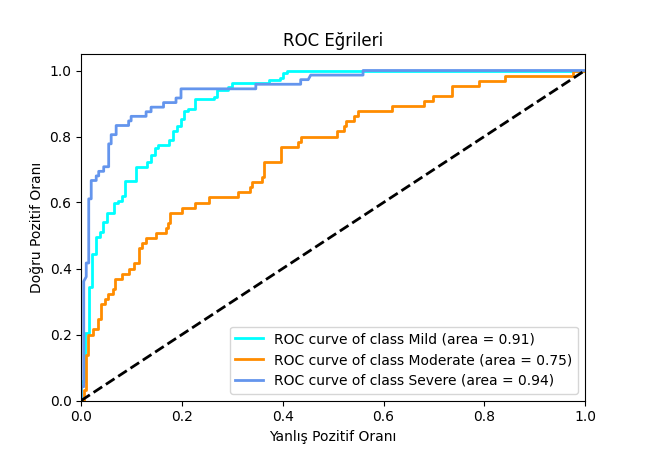 ROC Eğrileri
1.0
0.8
0.6
0.4
0.2
0.0
Doğru Pozitif Oranı
ROC curve of class Mild (area = 0.91)
ROC curve of class Moderate (area = 0.75)
ROC curve of class Severe (area = 0.94)
0.0 0.2 0.4 0.6 0.8 1.0
Yanlış Pozitif Oranı